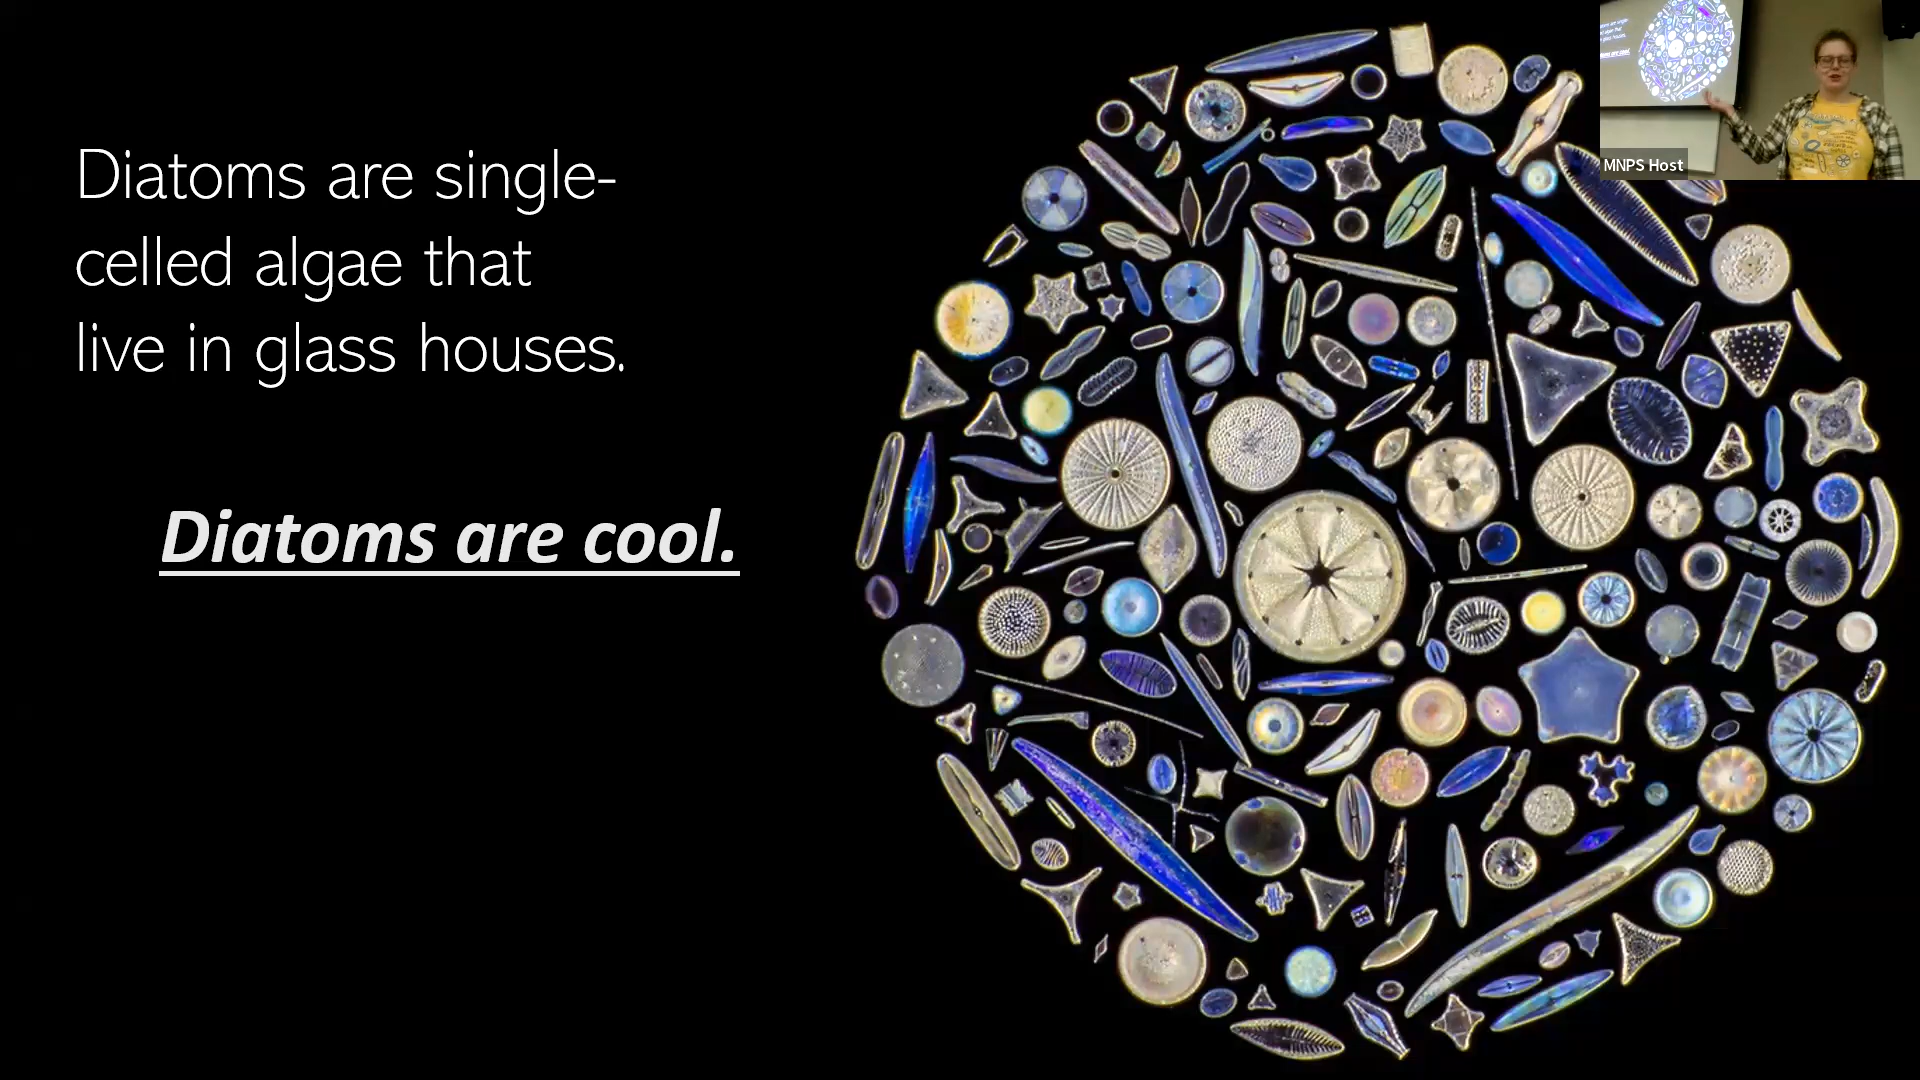 Diatoms are single-
celled algae that
live in glass houses.
Diatoms are cool.
MNPS Host